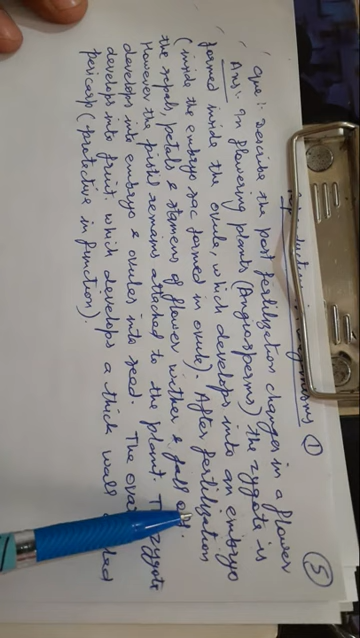 Reproduction in Organisms ①
⑤
Que:- Describe the post fertilization changes in a flower
Ans:- In flowering plants (Angiosperms) the zygote is
formed inside the ovule, which develops into an embryo
(inside the embryo sac formed in ovule). After fertilization
the sepals, petals & stamens of flower wither & fall off.
However the pistil remains attached to the plant. T zygote
develops into embryo & ovules into seed. The ova
develops into fruit. which develops a thick wall
pericarp (protective in function).